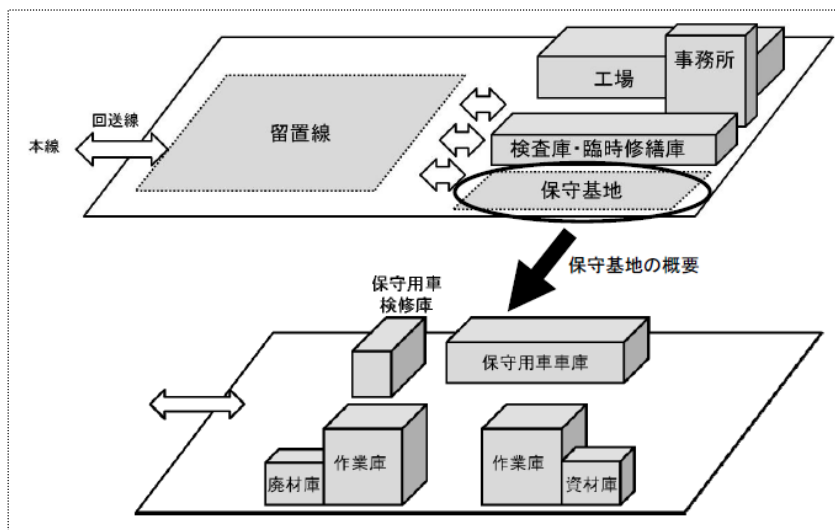 事務所
工場
回送線
本線
留置線
検査庫・臨時修繕庫
保守基地
保守基地の概要
保守用車
検修庫
保守用車車庫
作業庫
廃材庫
作業庫
資材庫